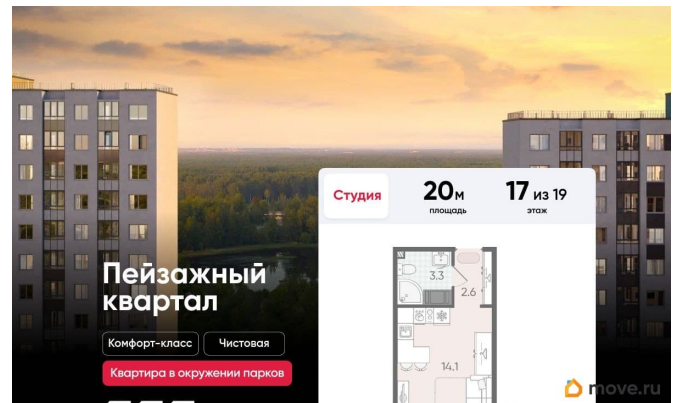 Студия
20м
площадь
17 из 19
этаж
Пейзажный
квартал
Комфорт-класс
Чистовая
Квартира в окружении парков
3.3
2.6
14.1
move.ru